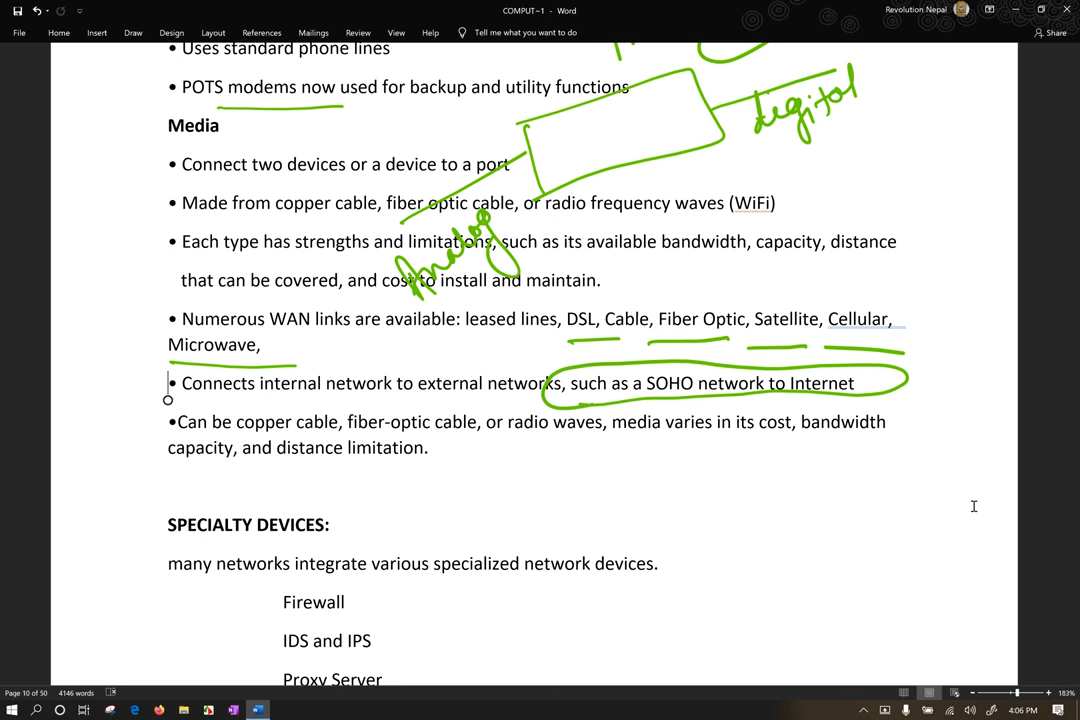 COMPUT~1 - Word
Revolution Nepal
File Home Insert Draw Design Layout References Mailings Review View Help Tell me what you want to do Share
• Uses standard phone lines
• POTS modems now used for backup and utility functions
digital
Media
• Connect two devices or a device to a port
• Made from copper cable, fiber optic cable, or radio frequency waves (WiFi)
Analog
• Each type has strengths and limitations, such as its available bandwidth, capacity, distance
that can be covered, and cost to install and maintain.
• Numerous WAN links are available: leased lines, DSL, Cable, Fiber Optic, Satellite, Cellular,
Microwave,
• Connects internal network to external networks, such as a SOHO network to Internet
•Can be copper cable, fiber-optic cable, or radio waves, media varies in its cost, bandwidth
capacity, and distance limitation.
SPECIALTY DEVICES:
many networks integrate various specialized network devices.
Firewall
IDS and IPS
Proxy Server
Page 10 of 50 4146 words 183%
4:06 PM